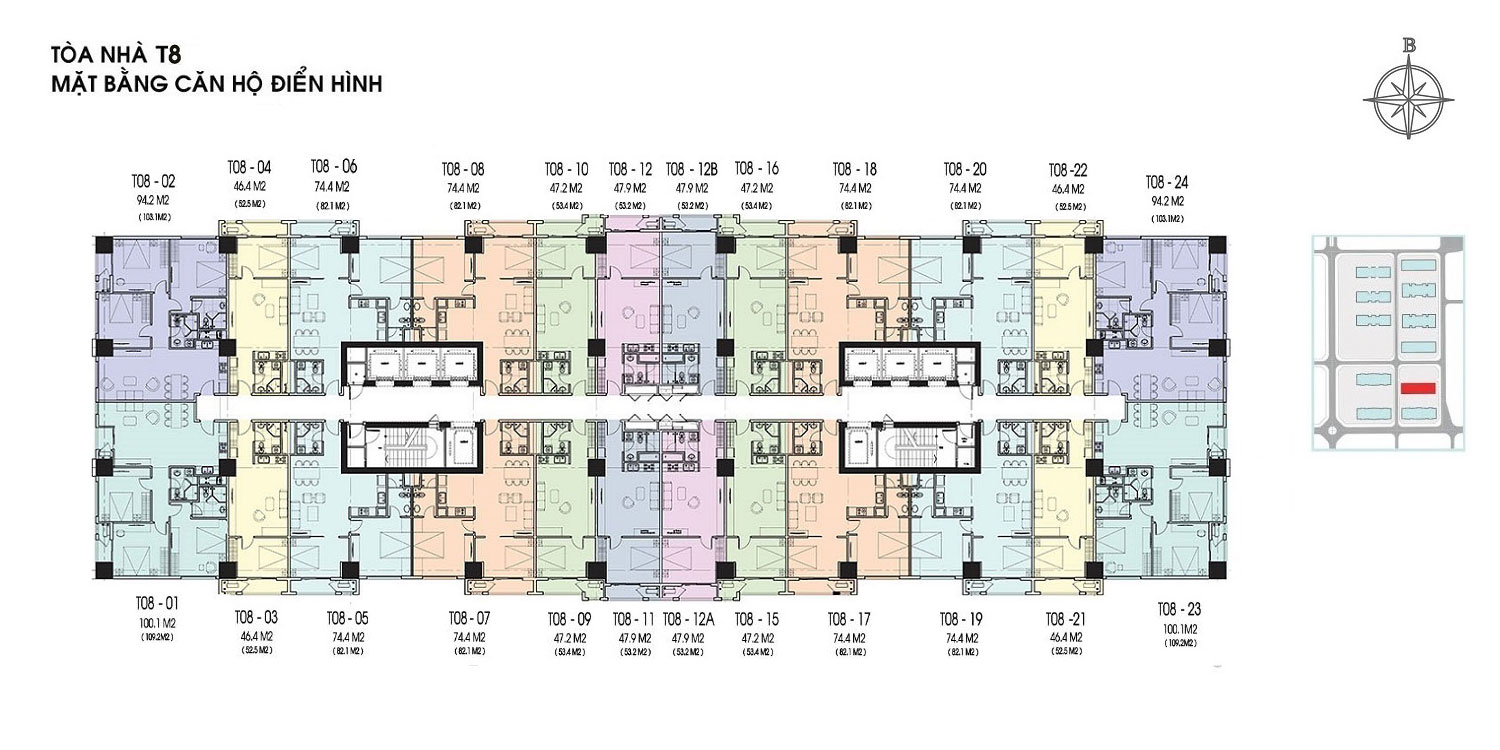 TÒA NHÀ T8
MẶT BẰNG CĂN HỘ ĐIỂN HÌNH
B
T08 - 02
94.2 M2
(103.1M2)
T08 - 04
46.4 M2
(52.5 M2)
T08 - 06
74.4 M2
(82.1 M2)
T08 - 08
74.4 M2
(82.1 M2)
T08 - 10
47.2 M2
(53.4 M2)
T08 - 12
47.9 M2
(53.2 M2)
T08 - 12B
47.9 M2
(53.2 M2)
T08 - 16
47.2 M2
(53.4 M2)
T08 - 18
74.4 M2
(82.1 M2)
T08 - 20
74.4 M2
(82.1 M2)
T08 -22
46.4 M2
(52.5 M2)
T08 - 24
94.2 M2
(103.1M2)
T08 - 01
100.1 M2
(109.2M2)
T08 - 03
46.4 M2
(52.5 M2)
T08 - 05
74.4 M2
(82.1 M2)
T08 - 07
74.4 M2
(82.1 M2)
T08 - 09
47.2 M2
(53.4 M2)
T08 - 11
47.9 M2
(53.2 M2)
T08 - 12A
47.9 M2
(53.2 M2)
T08 - 15
47.2 M2
(53.4 M2)
T08 - 17
74.4 M2
(82.1 M2)
T08 - 19
74.4 M2
(82.1 M2)
T08 - 21
46.4 M2
(52.5 M2)
T08 - 23
100.1M2
(109.2M2)